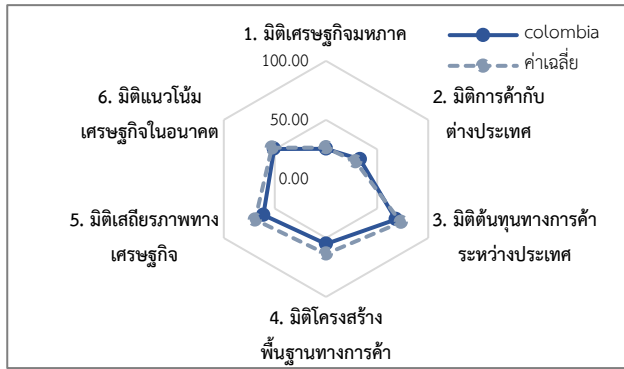 1. มิติเศรษฐกิจมหภาค
colombia
ค่าเฉลี่ย
100.00
50.00
0.00
2. มิติการค้ากับ
ต่างประเทศ
3. มิติต้นทุนทางการค้า
ระหว่างประเทศ
4. มิติโครงสร้าง
พื้นฐานทางการค้า
5. มิติเสถียรภาพทาง
เศรษฐกิจ
6. มิติแนวโน้ม
เศรษฐกิจในอนาคต